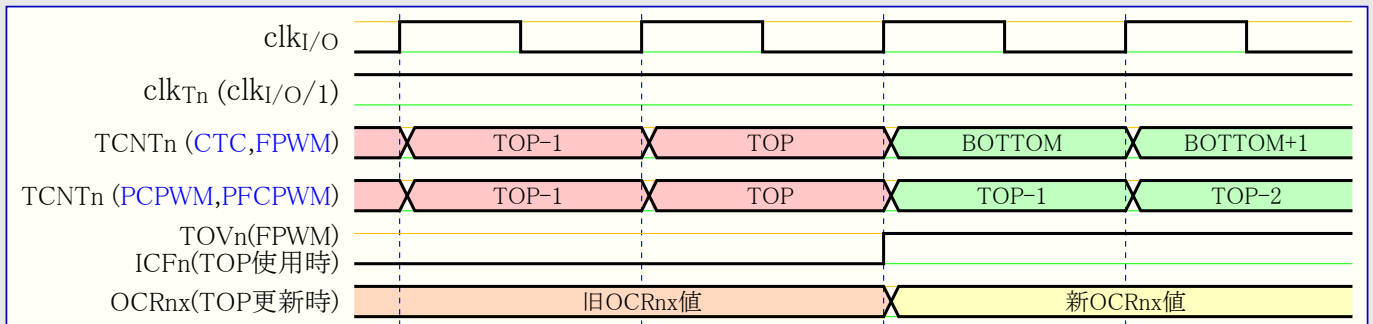 clkI/O
clkTn (clkI/O/1)
TCNTn (CTC,FPWM) TOP-1 TOP BOTTOM BOTTOM+1
TCNTn (PCPWM,PFCPWM) TOP-1 TOP TOP-1 TOP-2
TOVn(FPWM)
ICFn(TOP使用時)
OCRnx(TOP更新時) 旧OCRnx値 新OCRnx値